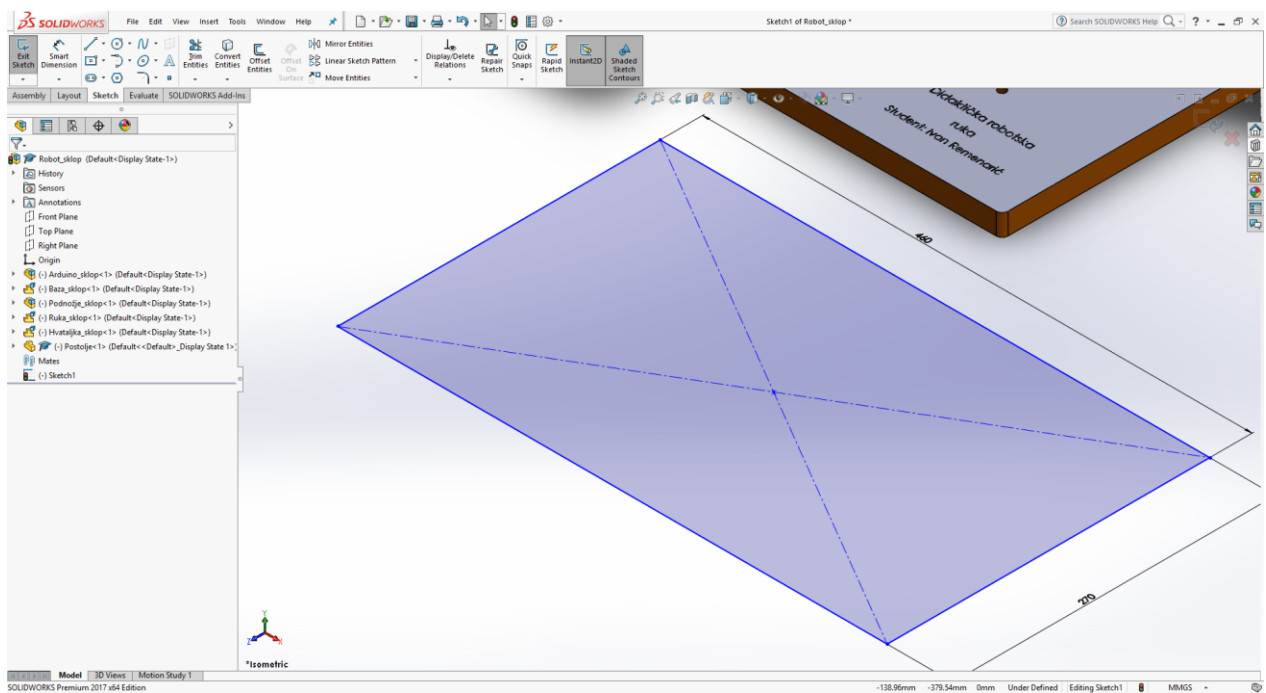 SOLIDWORKS File Edit View Insert Tools Window Help Sketch1 of Robot_sklop * Search SOLIDWORKS Help
Exit Sketch
Smart Dimension
Trim Entities
Convert Entities
Offset Entities
Offset On Surface
Mirror Entities
Linear Sketch Pattern
Move Entities
Display/Delete Relations
Repair Sketch
Quick Snaps
Rapid Sketch
Instant2D
Shaded Sketch Contours
Assembly Layout Sketch Evaluate SOLIDWORKS Add-Ins
Robot_sklop (Default<Display State-1>)
History
Sensors
Annotations
Front Plane
Top Plane
Right Plane
Origin
(-) Arduino_sklop<1> (Default<Display State-1>)
(-) Baza_sklop<1> (Default<Display State-1>)
(-) Podnožje_sklop<1> (Default<Display State-1>)
(-) Ruka_sklop<1> (Default<Display State-1>)
(-) Hvataljka_sklop<1> (Default<Display State-1>)
(-) Postolje<1> (Default<<Default>_Display State 1>
Mates
(-) Sketch1
Didaktička robotska
ruka
Student: Ivan Remenarić
460
270
Y
Z
X
*Isometric
Model 3D Views Motion Study 1
SOLIDWORKS Premium 2017 x64 Edition -138.96mm -379.54mm 0mm Under Defined Editing Sketch1 MMGS